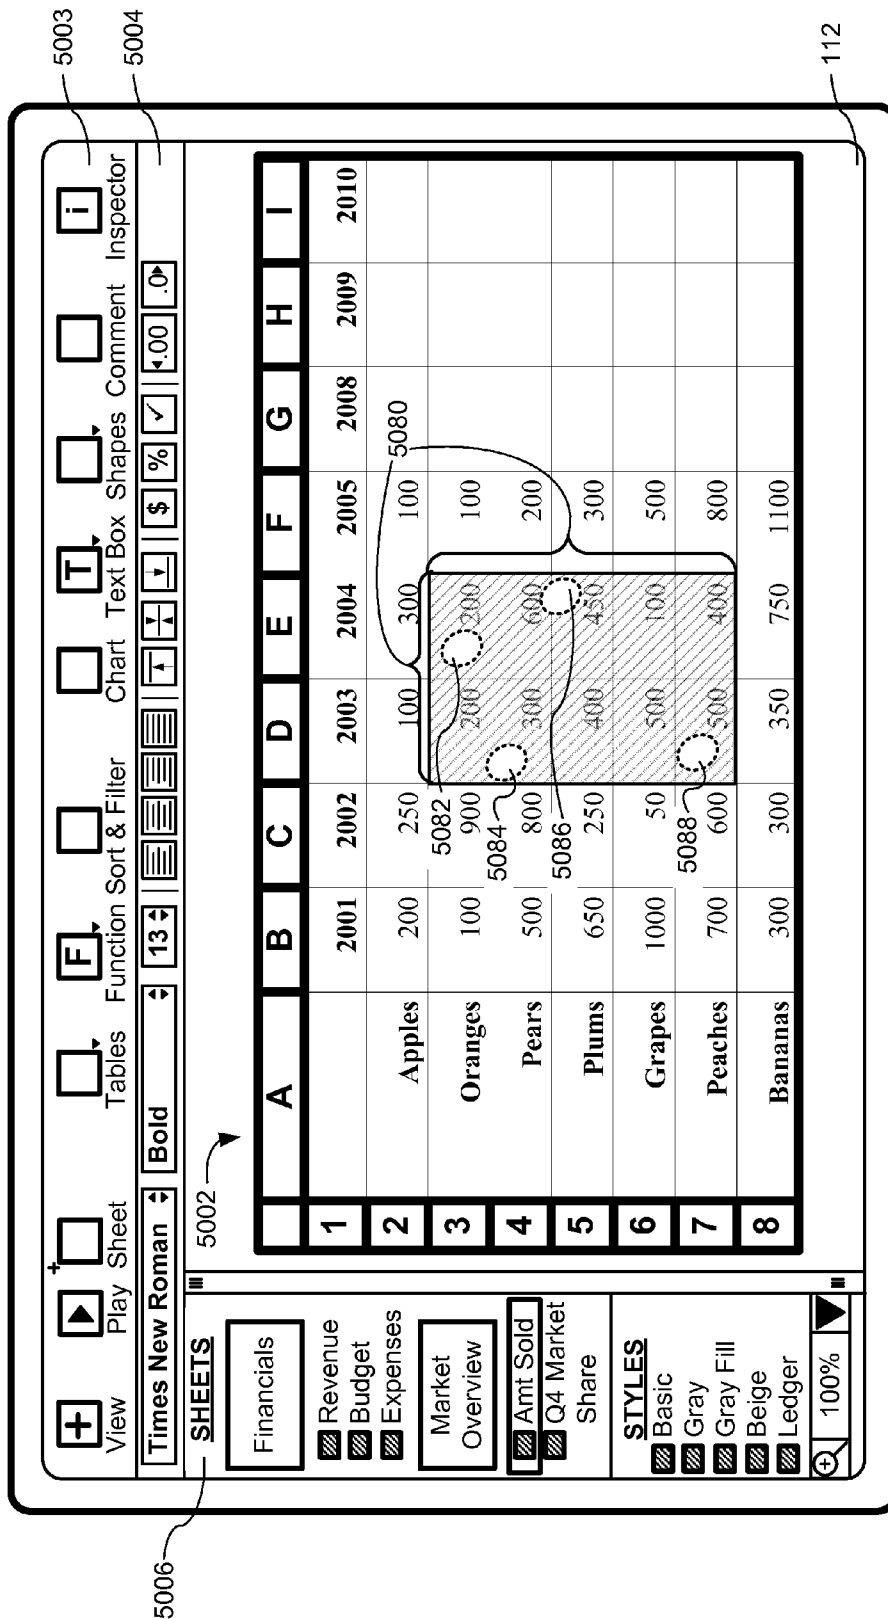 5003
5004
View Play Sheet Tables Function Sort & Filter Chart Text Box Shapes Comment Inspector
+ + F T i
Times New Roman Bold 13 $ % ✓ .00 .0
5006
SHEETS
Financials
Revenue
Budget
Expenses
Market
Overview
Amt Sold
Q4 Market
Share
STYLES
Basic
Gray
Gray Fill
Beige
Ledger
+ 100%
5002
A B C D E F G H I
1 2001 2002 2003 2004 2005 2008 2009 2010
2 Apples 200 250 100 300 100
3 Oranges 100 900 200 200 100
4 Pears 500 800 300 600 200
5 Plums 650 250 400 450 300
6 Grapes 1000 50 500 100 500
7 Peaches 700 600 500 400 800
8 Bananas 300 300 350 750 1100
5080
5082
5084
5086
5088
112